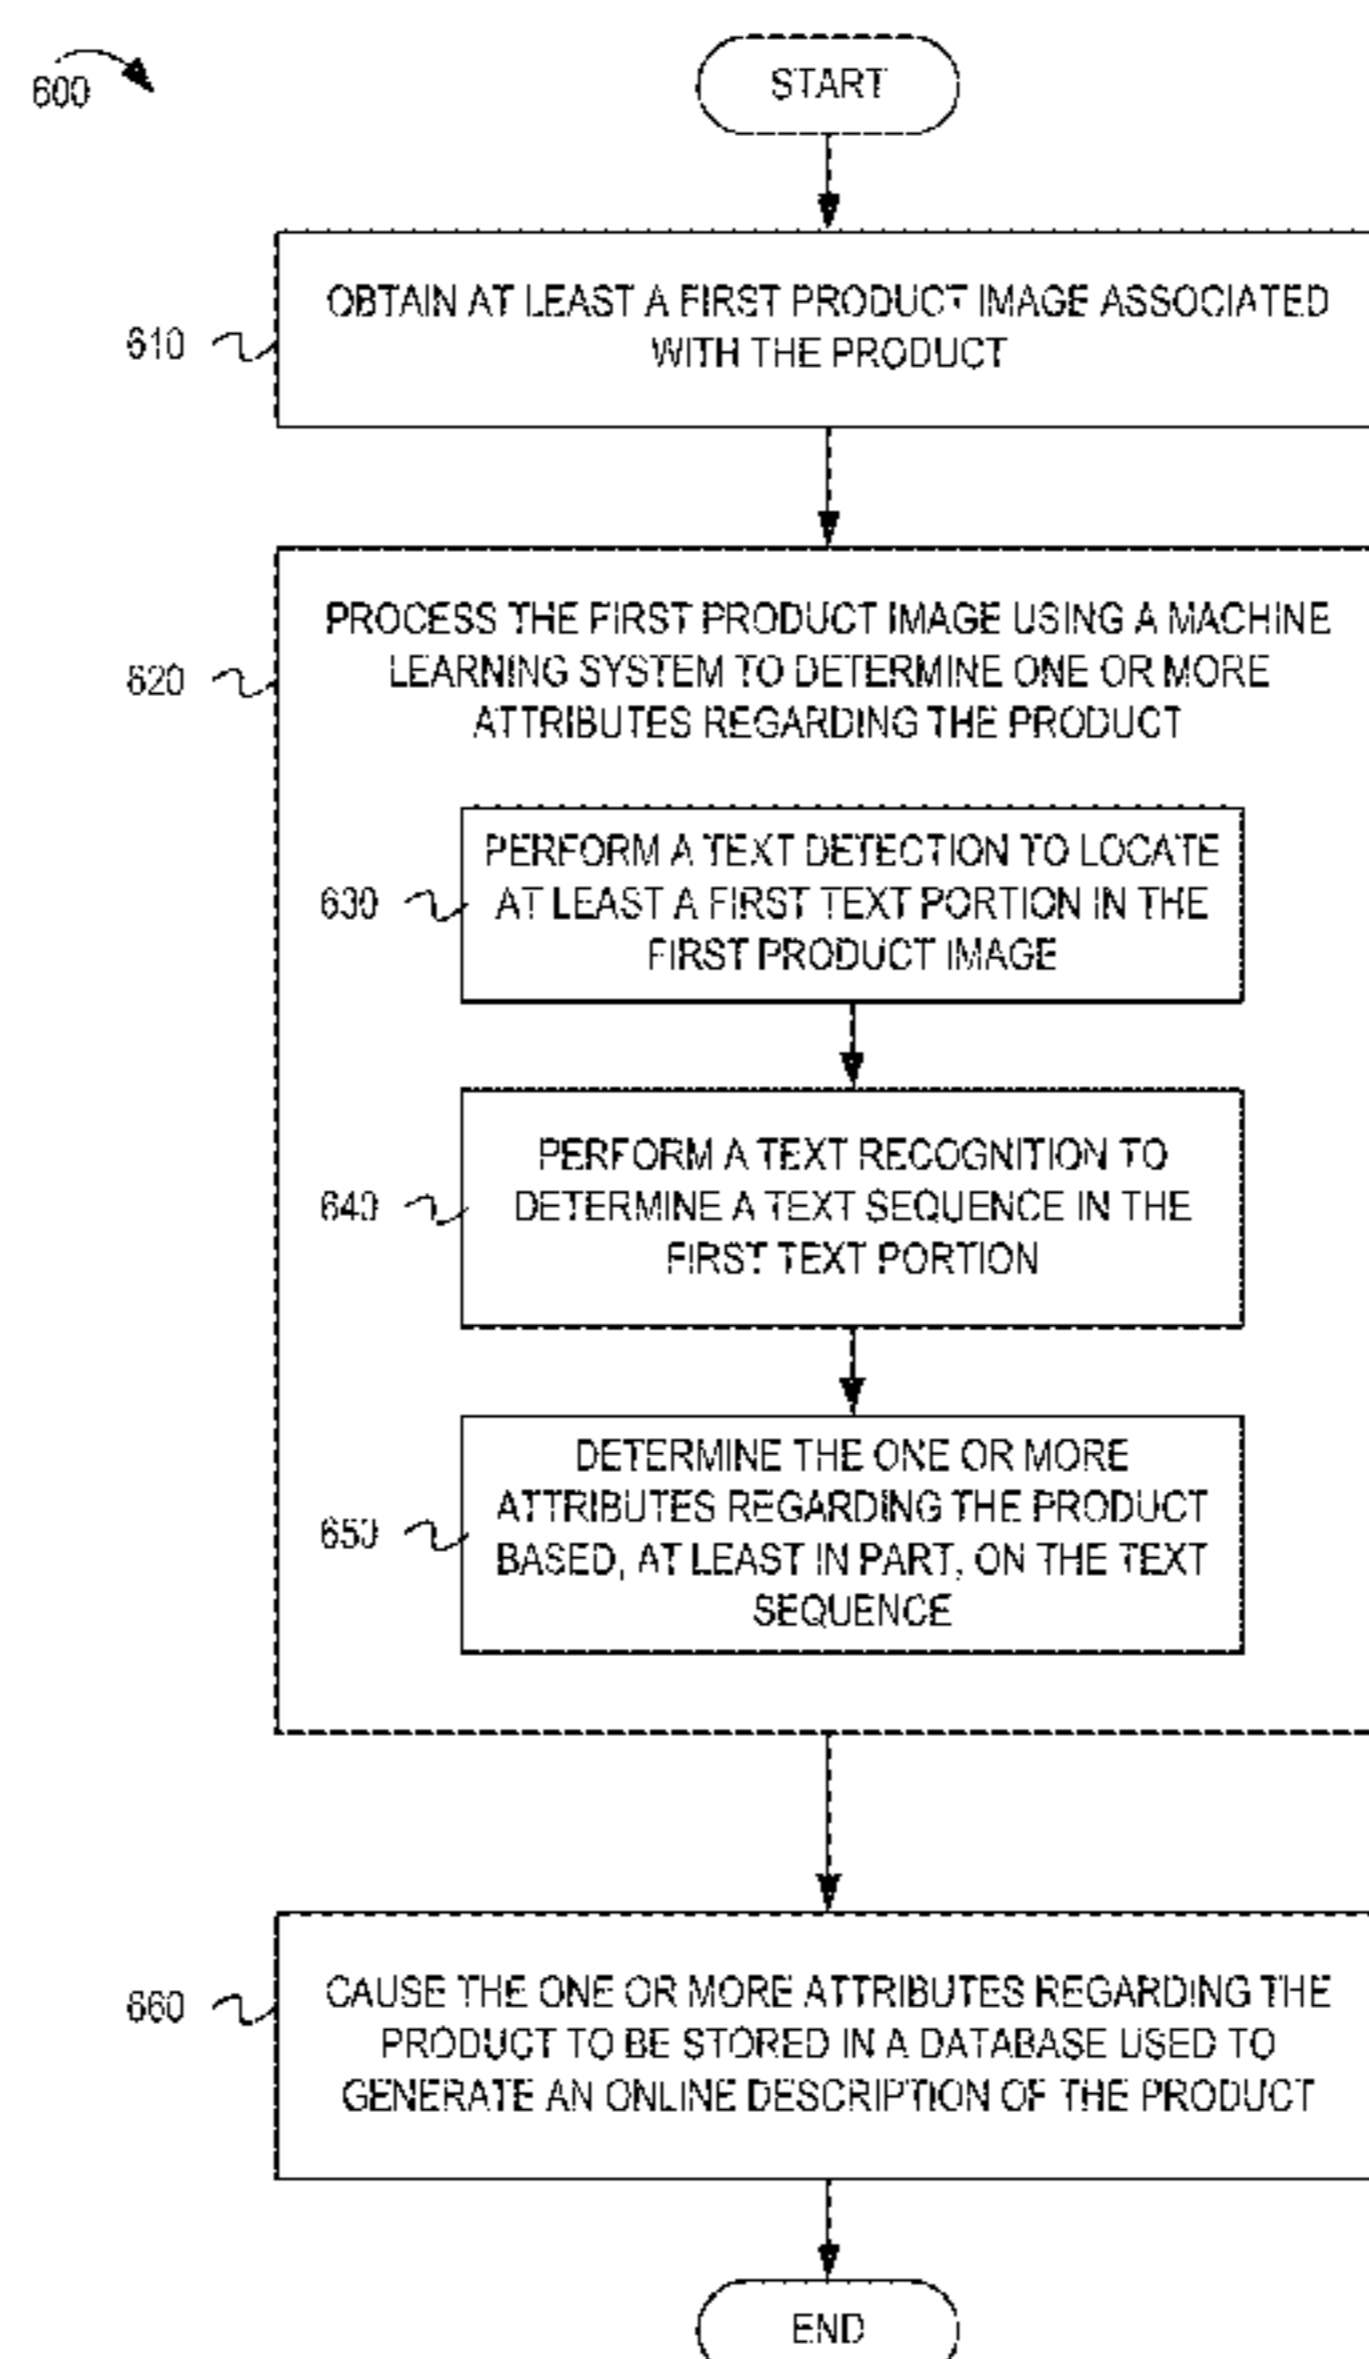 600
START
OBTAIN AT LEAST A FIRST PRODUCT IMAGE ASSOCIATED
WITH THE PRODUCT
610
PROCESS THE FIRST PRODUCT IMAGE USING A MACHINE
LEARNING SYSTEM TO DETERMINE ONE OR MORE
ATTRIBUTES REGARDING THE PRODUCT
620
PERFORM A TEXT DETECTION TO LOCATE
AT LEAST A FIRST TEXT PORTION IN THE
FIRST PRODUCT IMAGE
630
PERFORM A TEXT RECOGNITION TO
DETERMINE A TEXT SEQUENCE IN THE
FIRST TEXT PORTION
640
DETERMINE THE ONE OR MORE
ATTRIBUTES REGARDING THE PRODUCT
BASED, AT LEAST IN PART, ON THE TEXT
SEQUENCE
650
CAUSE THE ONE OR MORE ATTRIBUTES REGARDING THE
PRODUCT TO BE STORED IN A DATABASE USED TO
GENERATE AN ONLINE DESCRIPTION OF THE PRODUCT
660
END